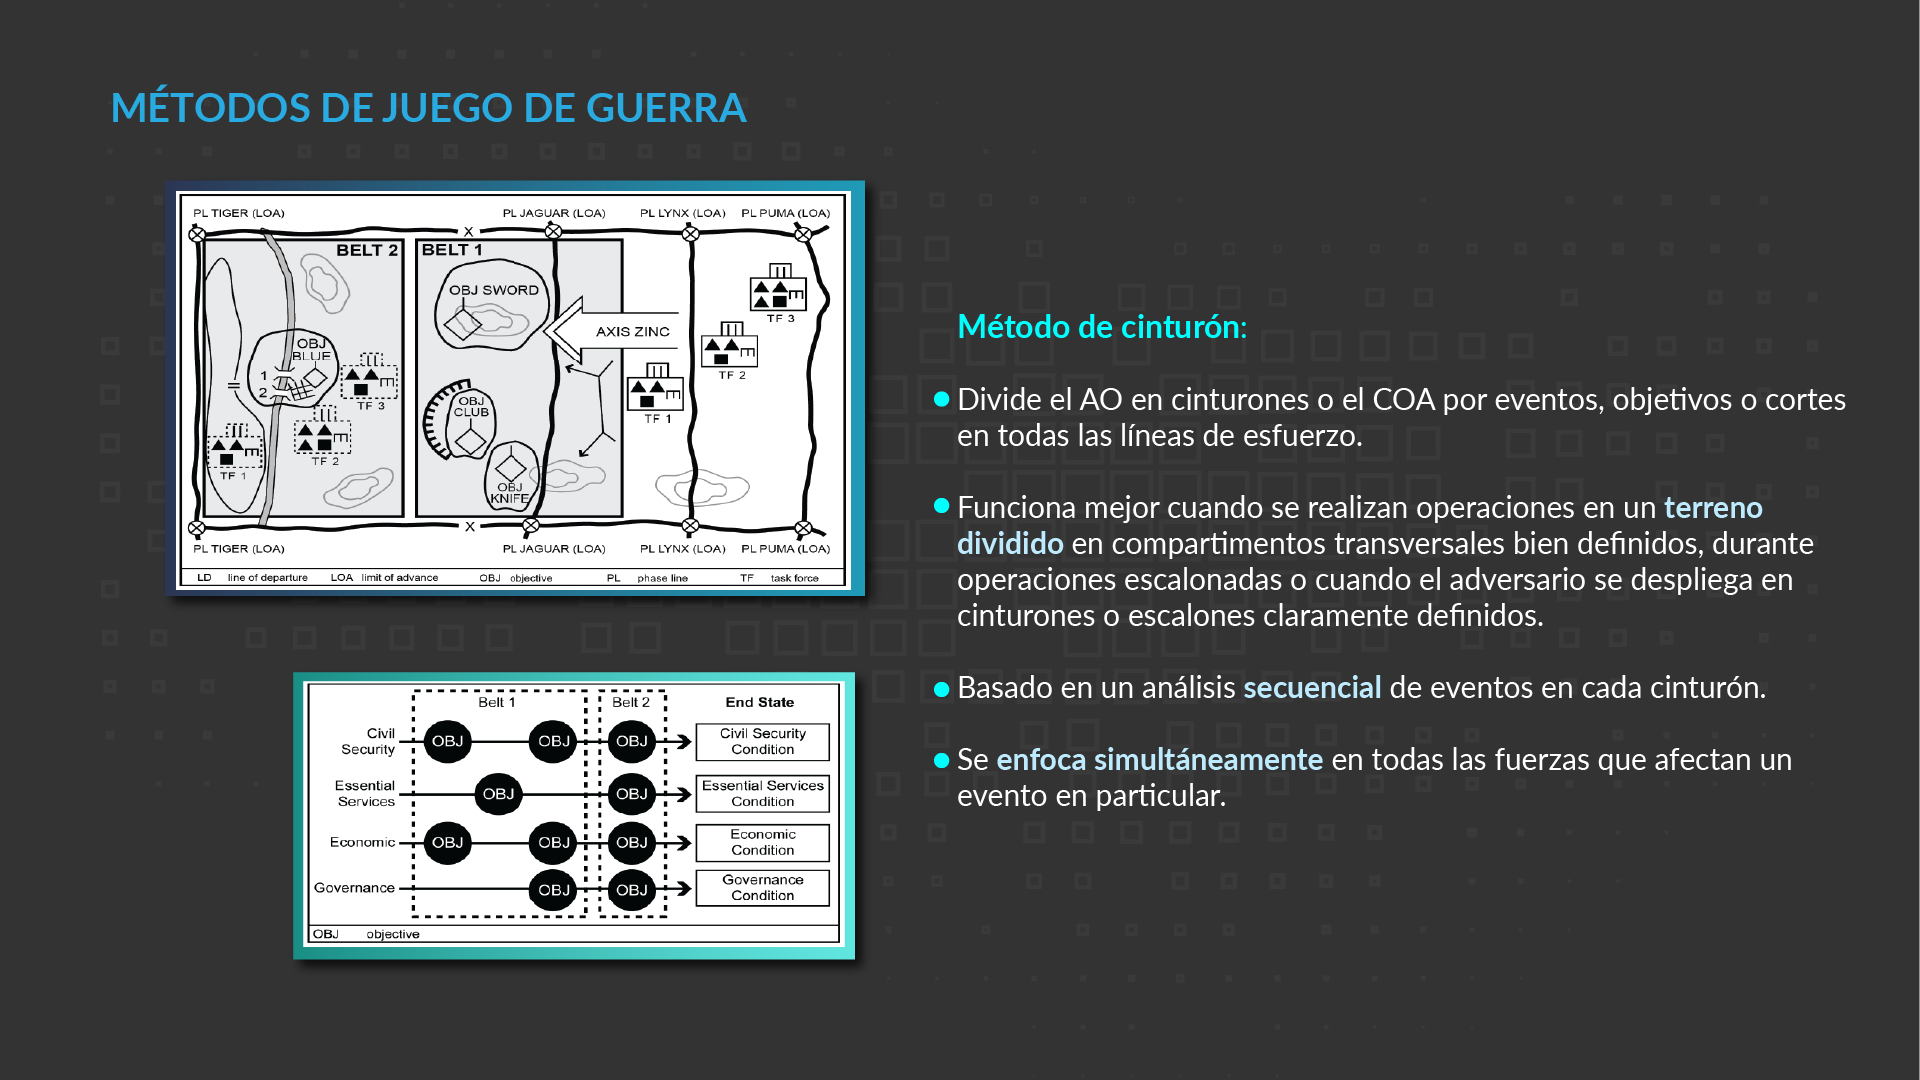 MÉTODOS DE JUEGO DE GUERRA
PL TIGER (LOA) PL JAGUAR (LOA) PL LYNX (LOA) PL PUMA (LOA)
X
BELT 2 BELT 1
OBJ SWORD
AXIS ZINC
TF 3
OBJ
BLUE
1
2
TF 3
TF 2
OBJ
CLUB
TF 1
TF 2
TF 1
OBJ
KNIFE
X
PL TIGER (LOA) PL JAGUAR (LOA) PL LYNX (LOA) PL PUMA (LOA)
LD line of departure LOA limit of advance OBJ objective PL phase line TF task force
Belt 1 Belt 2 End State
Civil
Security
OBJ OBJ OBJ
Civil Security
Condition
Essential
Services
OBJ OBJ
Essential Services
Condition
Economic
OBJ OBJ OBJ
Economic
Condition
Governance
OBJ OBJ
Governance
Condition
OBJ objective
Método de cinturón:
Divide el AO en cinturones o el COA por eventos, objetivos o cortes
en todas las líneas de esfuerzo.
Funciona mejor cuando se realizan operaciones en un terreno
dividido en compartimentos transversales bien definidos, durante
operaciones escalonadas o cuando el adversario se despliega en
cinturones o escalones claramente definidos.
Basado en un análisis secuencial de eventos en cada cinturón.
Se enfoca simultáneamente en todas las fuerzas que afectan un
evento en particular.